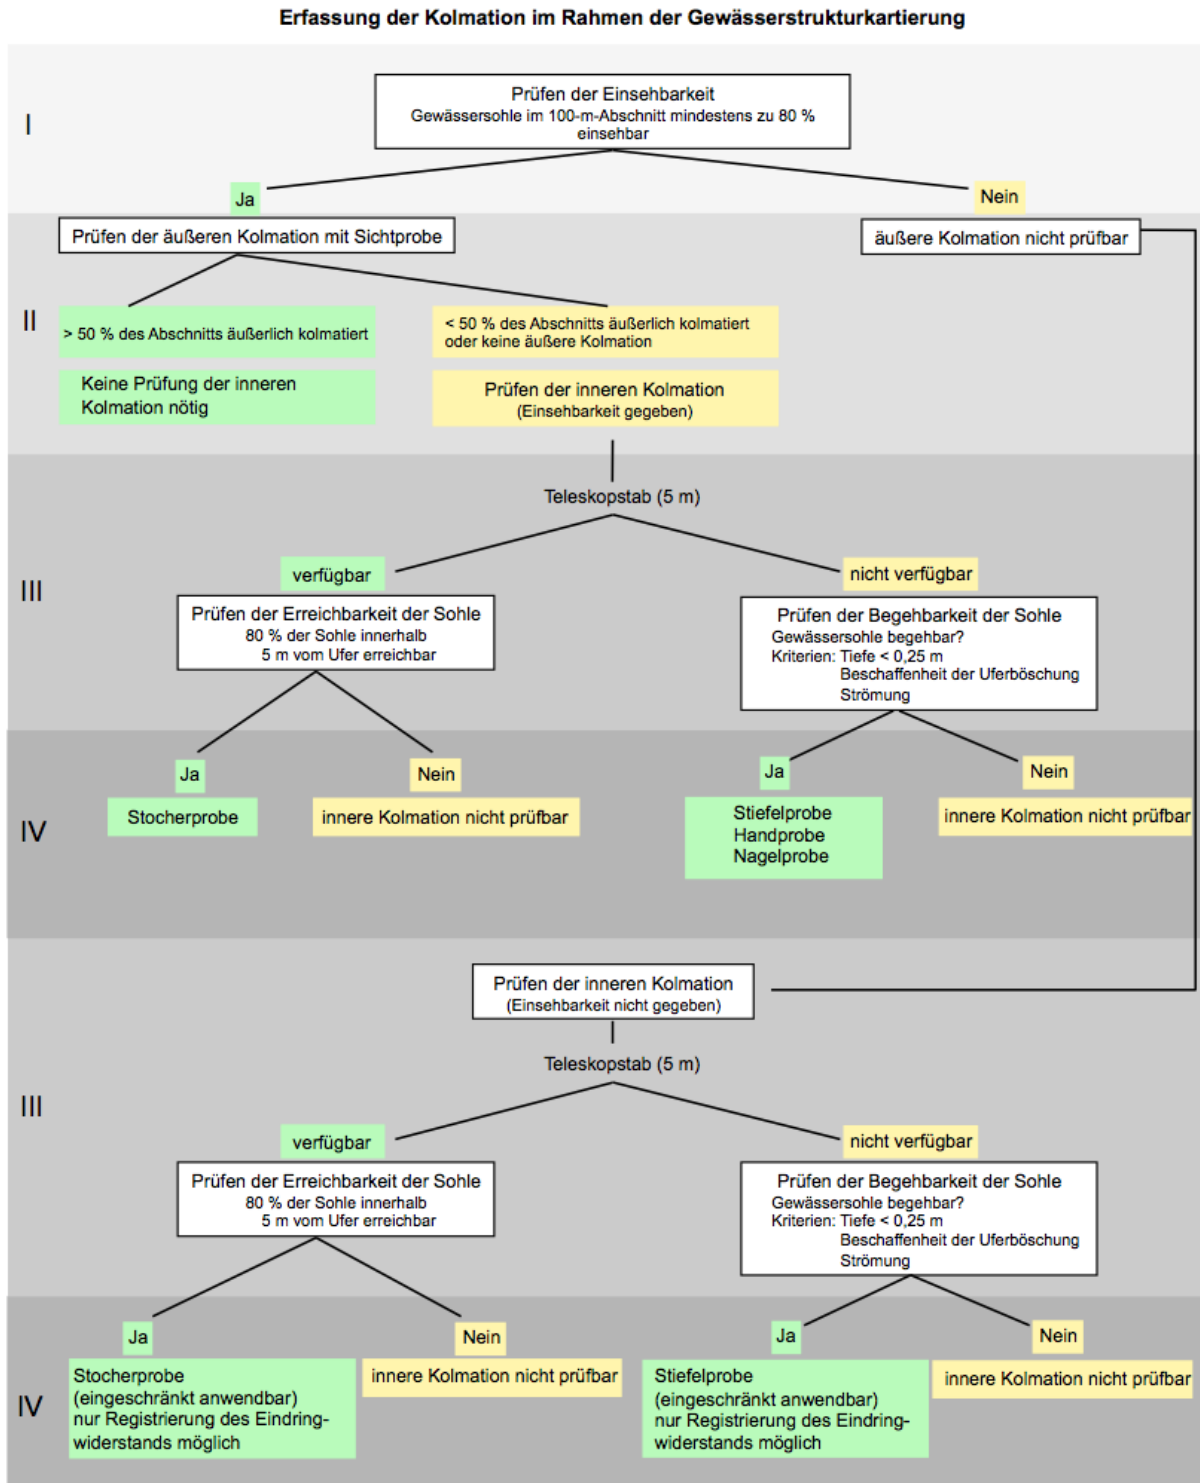 Erfassung der Kolmation im Rahmen der Gewässerstrukturkartierung
I
Prüfen der Einsehbarkeit
Gewässersohle im 100-m-Abschnitt mindestens zu 80 %
einsehbar
Ja
Nein
II
Prüfen der äußeren Kolmation mit Sichtprobe
äußere Kolmation nicht prüfbar
> 50 % des Abschnitts äußerlich kolmatiert
< 50 % des Abschnitts äußerlich kolmatiert
oder keine äußere Kolmation
Keine Prüfung der inneren
Kolmation nötig
Prüfen der inneren Kolmation
(Einsehbarkeit gegeben)
III
Teleskopstab (5 m)
verfügbar
nicht verfügbar
Prüfen der Erreichbarkeit der Sohle
80 % der Sohle innerhalb
5 m vom Ufer erreichbar
Prüfen der Begehbarkeit der Sohle
Gewässersohle begehbar?
Kriterien: Tiefe < 0,25 m
Beschaffenheit der Uferböschung
Strömung
IV
Ja
Nein
Ja
Nein
Stocherprobe
innere Kolmation nicht prüfbar
Stiefelprobe
Handprobe
Nagelprobe
innere Kolmation nicht prüfbar
Prüfen der inneren Kolmation
(Einsehbarkeit nicht gegeben)
III
Teleskopstab (5 m)
verfügbar
nicht verfügbar
Prüfen der Erreichbarkeit der Sohle
80 % der Sohle innerhalb
5 m vom Ufer erreichbar
Prüfen der Begehbarkeit der Sohle
Gewässersohle begehbar?
Kriterien: Tiefe < 0,25 m
Beschaffenheit der Uferböschung
Strömung
IV
Ja
Nein
Ja
Nein
Stocherprobe
(eingeschränkt anwendbar)
nur Registrierung des Eindring-
widerstands möglich
innere Kolmation nicht prüfbar
Stiefelprobe
(eingeschränkt anwendbar)
nur Registrierung des Eindring-
widerstands möglich
innere Kolmation nicht prüfbar